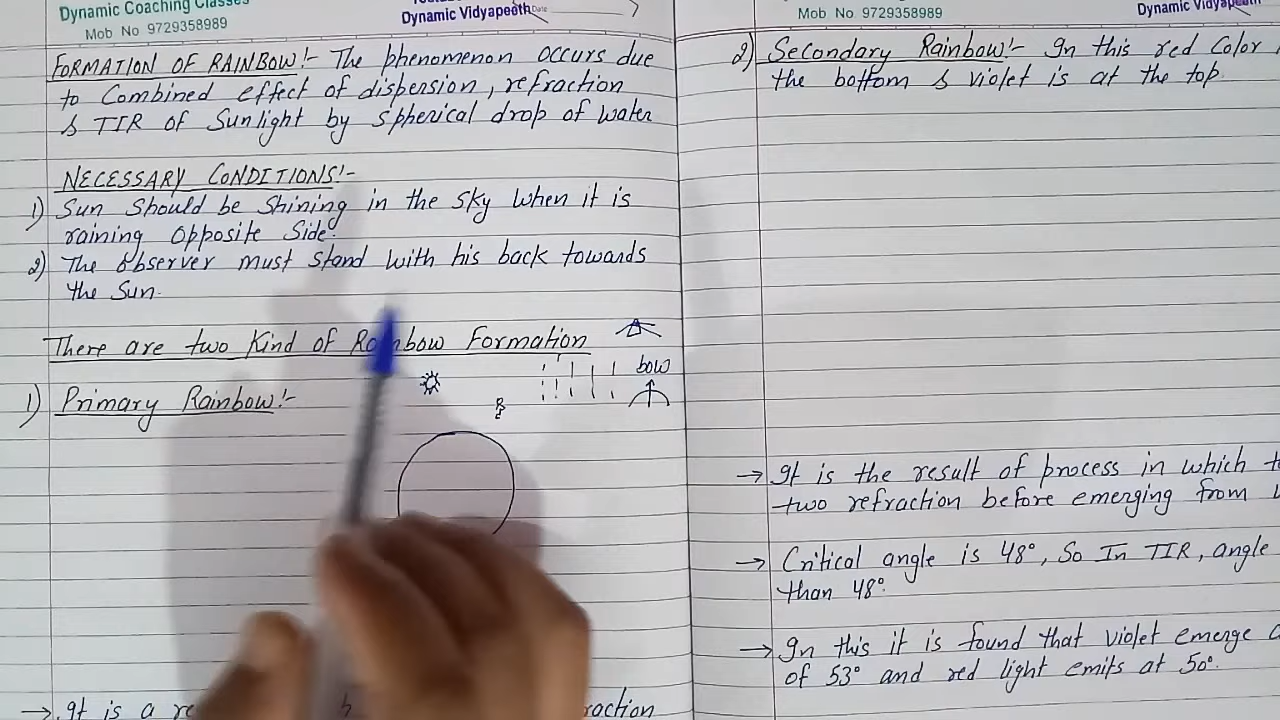 Dynamic Coaching Classes
Mob No 9729358989
Dynamic Vidyapeeth
Date
FORMATION OF RAINBOW:- The phenomenon occurs due
to Combined effect of dispersion, refraction
& TIR of Sunlight by spherical drop of water
NECESSARY CONDITIONS:-
1) Sun should be shining in the sky when it is
raining opposite side.
2) The observer must stand with his back towards
the Sun.
There are two kind of Rainbow Formation
bow
1) Primary Rainbow:-
→ It is a
raction
Mob No 9729358989
Dynamic Vidyapeeth
2) Secondary Rainbow:- In this red color
the bottom & violet is at the top.
→ It is the result of process in which
two refraction before emerging from
→ Critical angle is 48°, So In TIR, angle
than 48°.
→ In this it is found that violet emerge
of 53° and red light emits at 50°.